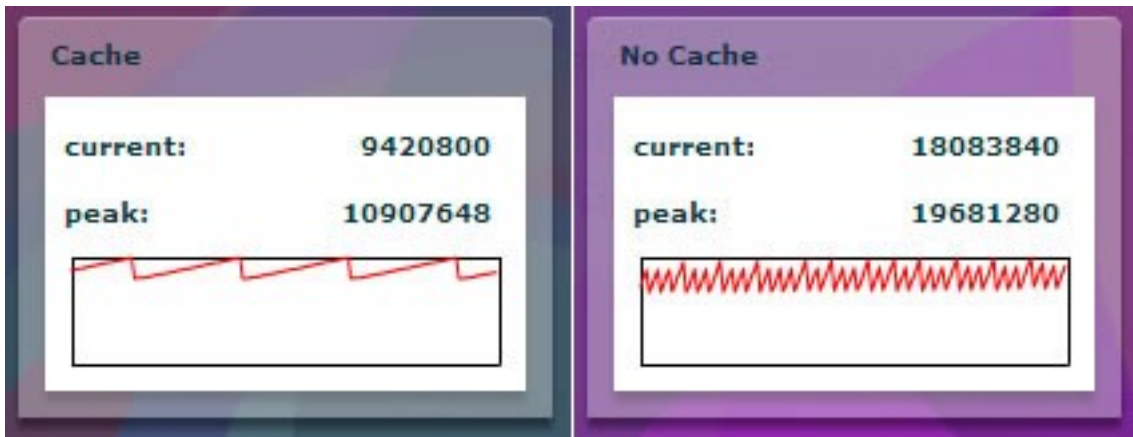 Cache
current: 9420800
peak: 10907648
No Cache
current: 18083840
peak: 19681280